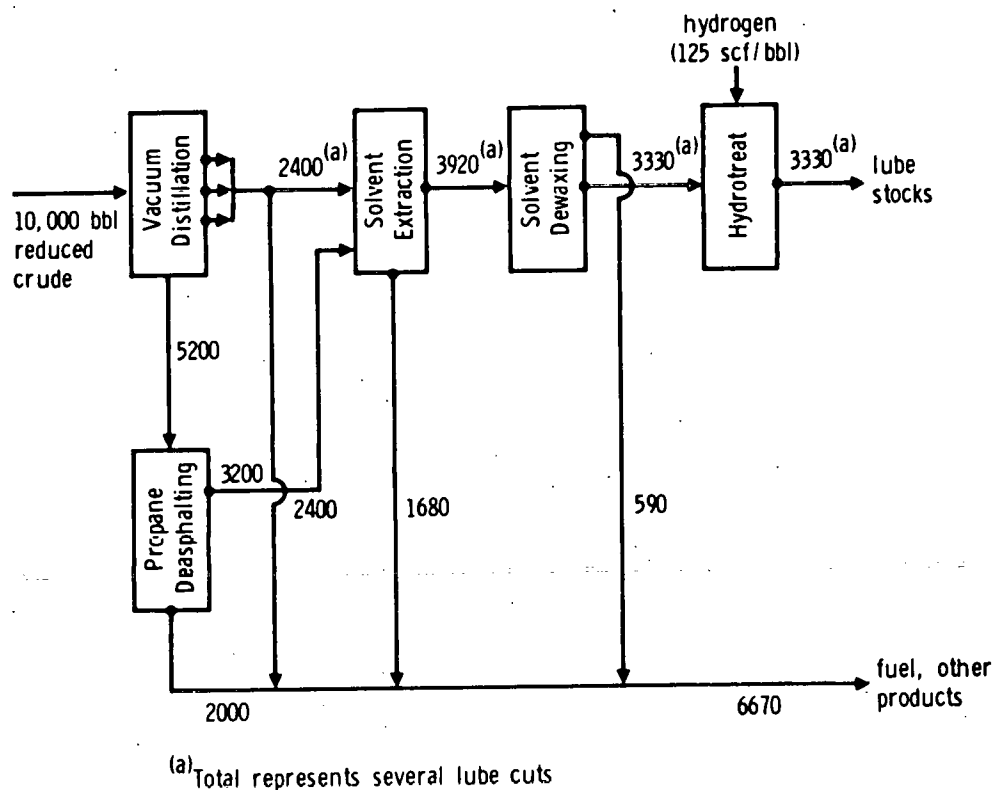 hydrogen
(125 scf/bbl)
Vacuum
Distillation
2400(a)
Solvent
Extraction
3920(a)
Solvent
Dewaxing
3330(a)
Hydrotreat
3330(a)
lube
stocks
10,000 bbl
reduced
crude
5200
Propane
Deasphalting
3200
2400
1680
590
2000
6670
fuel, other
products
(a)Total represents several lube cuts